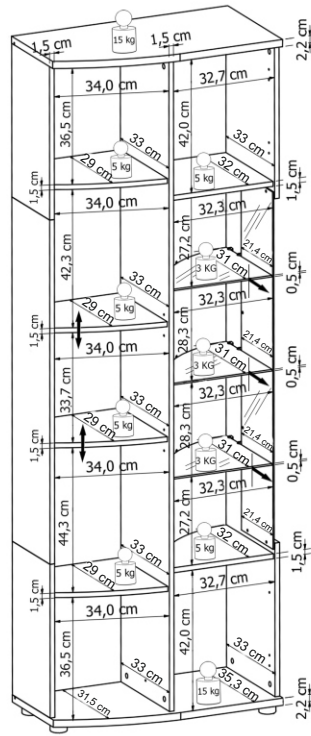 15 kg
1,5 cm
1,5 cm
2,2 cm
34,0 cm
32,7 cm
36,5 cm
42,0 cm
33 cm
33 cm
29 cm
5 kg
32 cm
5 kg
1,5 cm
1,5 cm
34,0 cm
32,3 cm
42,3 cm
27,2 cm
21,4 cm
3 KG
31 cm
0,5 cm
33 cm
29 cm
5 kg
32,3 cm
1,5 cm
34,0 cm
28,3 cm
21,4 cm
3 KG
31 cm
0,5 cm
33,7 cm
33 cm
29 cm
5 kg
32,3 cm
1,5 cm
34,0 cm
28,3 cm
21,4 cm
3 KG
31 cm
0,5 cm
44,3 cm
32,3 cm
27,2 cm
21,4 cm
33 cm
29 cm
5 kg
5 kg
32 cm
1,5 cm
1,5 cm
34,0 cm
32,7 cm
36,5 cm
42,0 cm
33 cm
33 cm
31,5 cm
15 kg
35,3 cm
2,2 cm